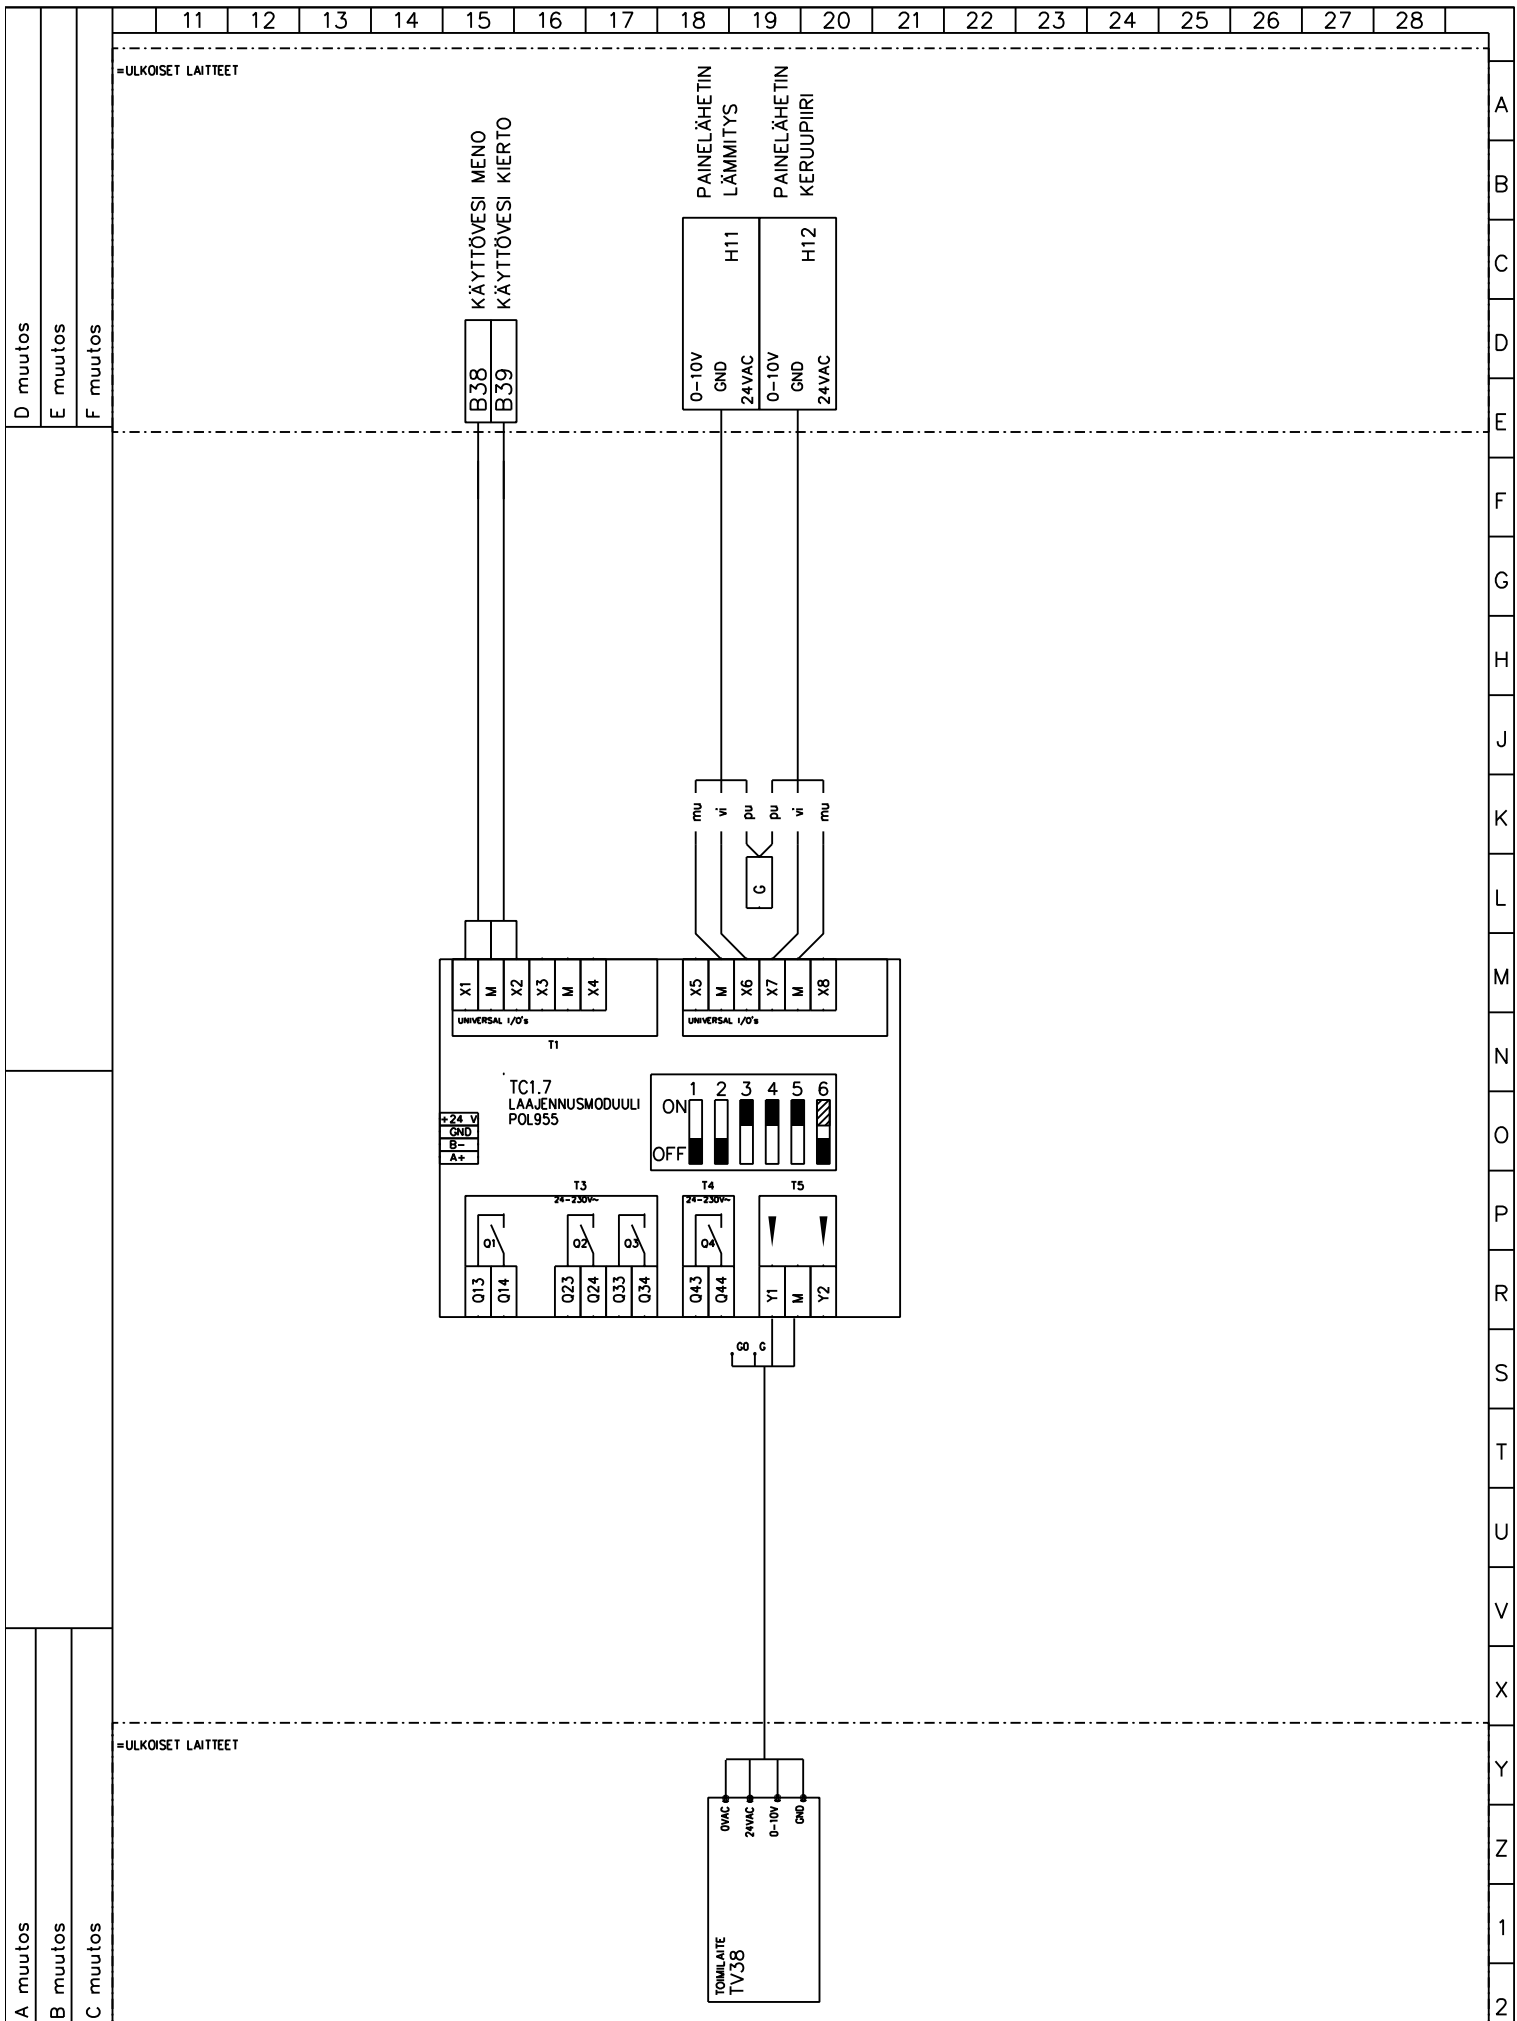 11 12 13 14 15 16 17 18 19 20 21 22 23 24 25 26 27 28
=ULKOISET LAITTEET
KÄYTTÖVESI MENO
KÄYTTÖVESI KIERTO
B38
B39
PAINELÄHETIN
LÄMMITYS
PAINELÄHETIN
KERUUPIIRI
H11
H12
0-10V
GND
24VAC
0-10V
GND
24VAC
D muutos
E muutos
F muutos
mu
vi
pu
pu
vi
mu
G
X1 M X2 X3 M X4
UNIVERSAL I/O's
T1
X5 M X6 X7 M X8
UNIVERSAL I/O's
TC1.7
LAAJENNUSMODUULI
POL955
+24 V
GND
B-
A+
1 2 3 4 5 6
ON
OFF
T3
24-230V~
T4
24-230V~
T5
Q1 Q2 Q3 Q4
Q13 Q14 Q23 Q24 Q33 Q34 Q43 Q44 Y1 M Y2
G0 G
=ULKOISET LAITTEET
0VAC
24VAC
0-10V
GND
TOIMILAITE
TV38
A muutos
B muutos
C muutos
A
B
C
D
E
F
G
H
J
K
L
M
N
O
P
R
S
T
U
V
X
Y
Z
1
2